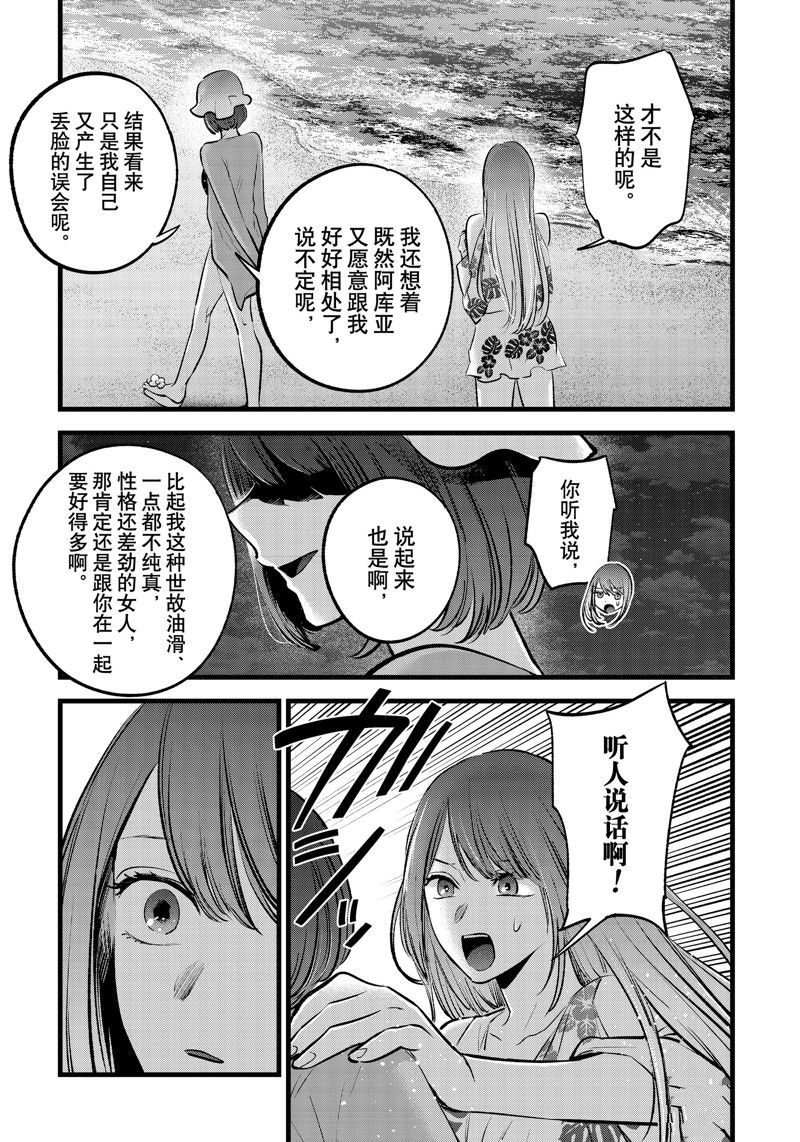 才不是
这样的呢。
我还想着
既然阿库亚
又愿意跟我
好好相处了，
说不定呢，
结果看来
只是我自己
又产生了
丢脸的误会呢。
你听我说，
说起来
也是啊，
比起我这种世故油滑、
一点都不纯真，
性格还差劲的女人，
那肯定还是跟你在一起
要好得多啊。
听人说话啊！
ガシッ